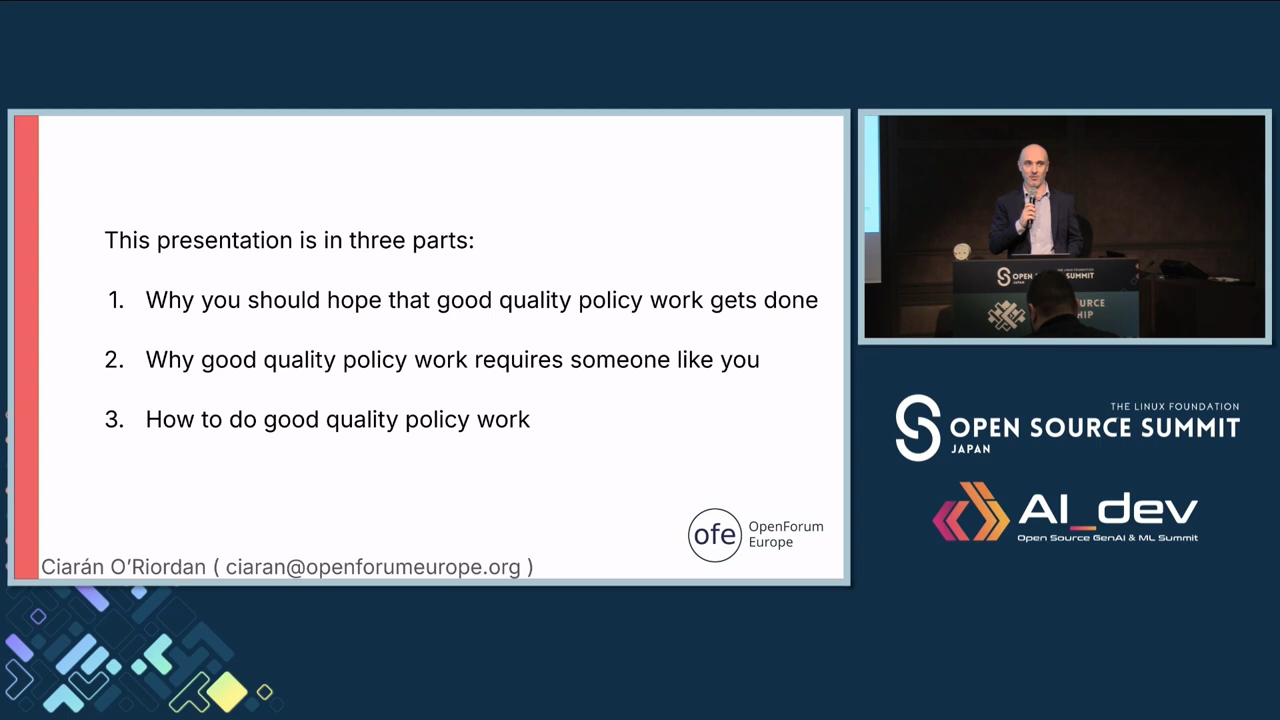 This presentation is in three parts:
1. Why you should hope that good quality policy work gets done
2. Why good quality policy work requires someone like you
3. How to do good quality policy work
ofe OpenForum
Europe
Ciarán O’Riordan ( ciaran@openforumeurope.org )
THE LINUX FOUNDATION
OPEN SOURCE SUMMIT
JAPAN
AI_dev
Open Source GenAI & ML Summit